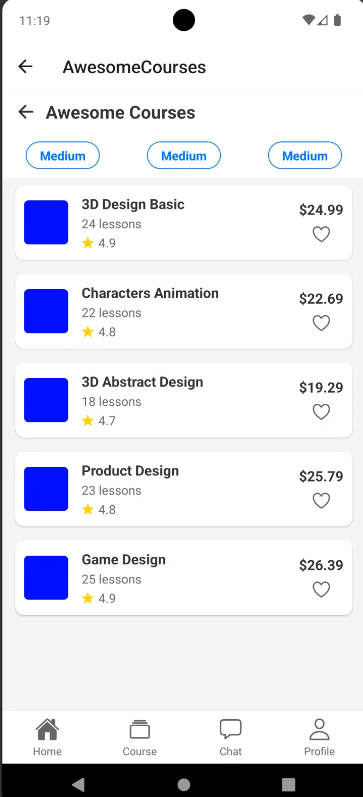 11:19
AwesomeCourses
Awesome Courses
Medium Medium Medium
3D Design Basic $24.99
24 lessons
4.9
Characters Animation $22.69
22 lessons
4.8
3D Abstract Design $19.29
18 lessons
4.7
Product Design $25.79
23 lessons
4.8
Game Design $26.39
25 lessons
4.9
Home Course Chat Profile